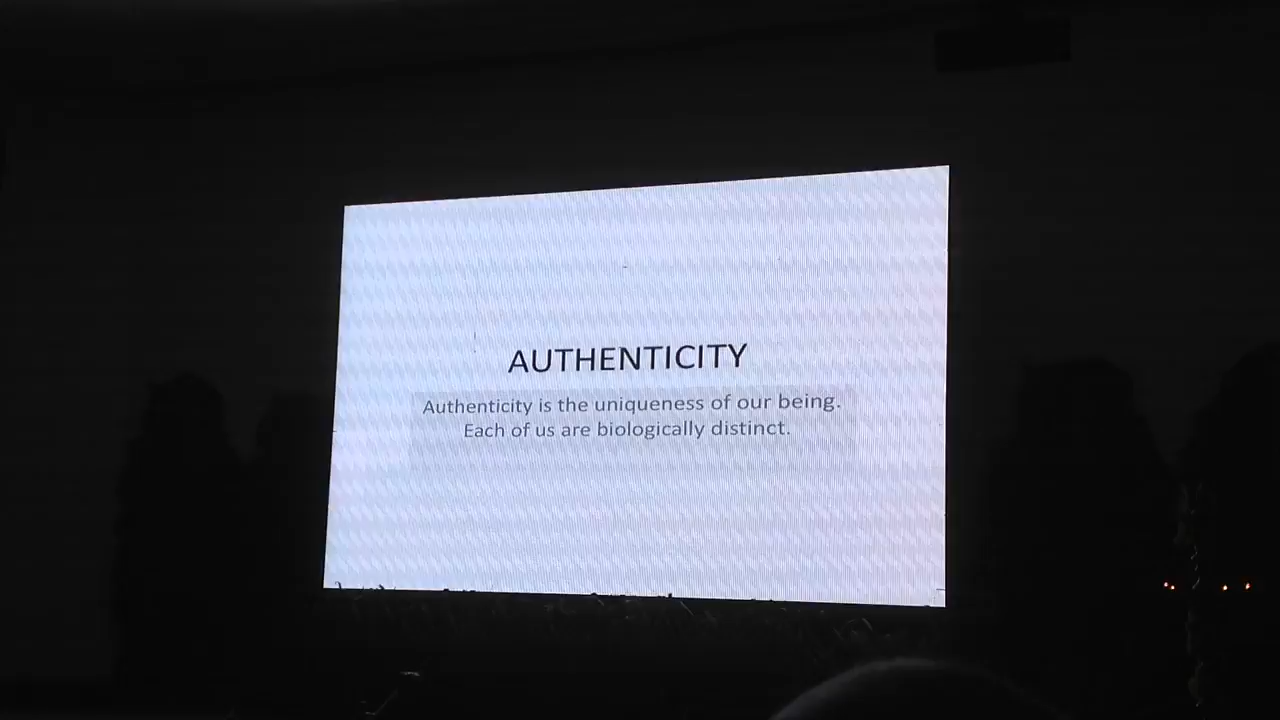 AUTHENTICITY
Authenticity is the uniqueness of our being.
Each of us are biologically distinct.